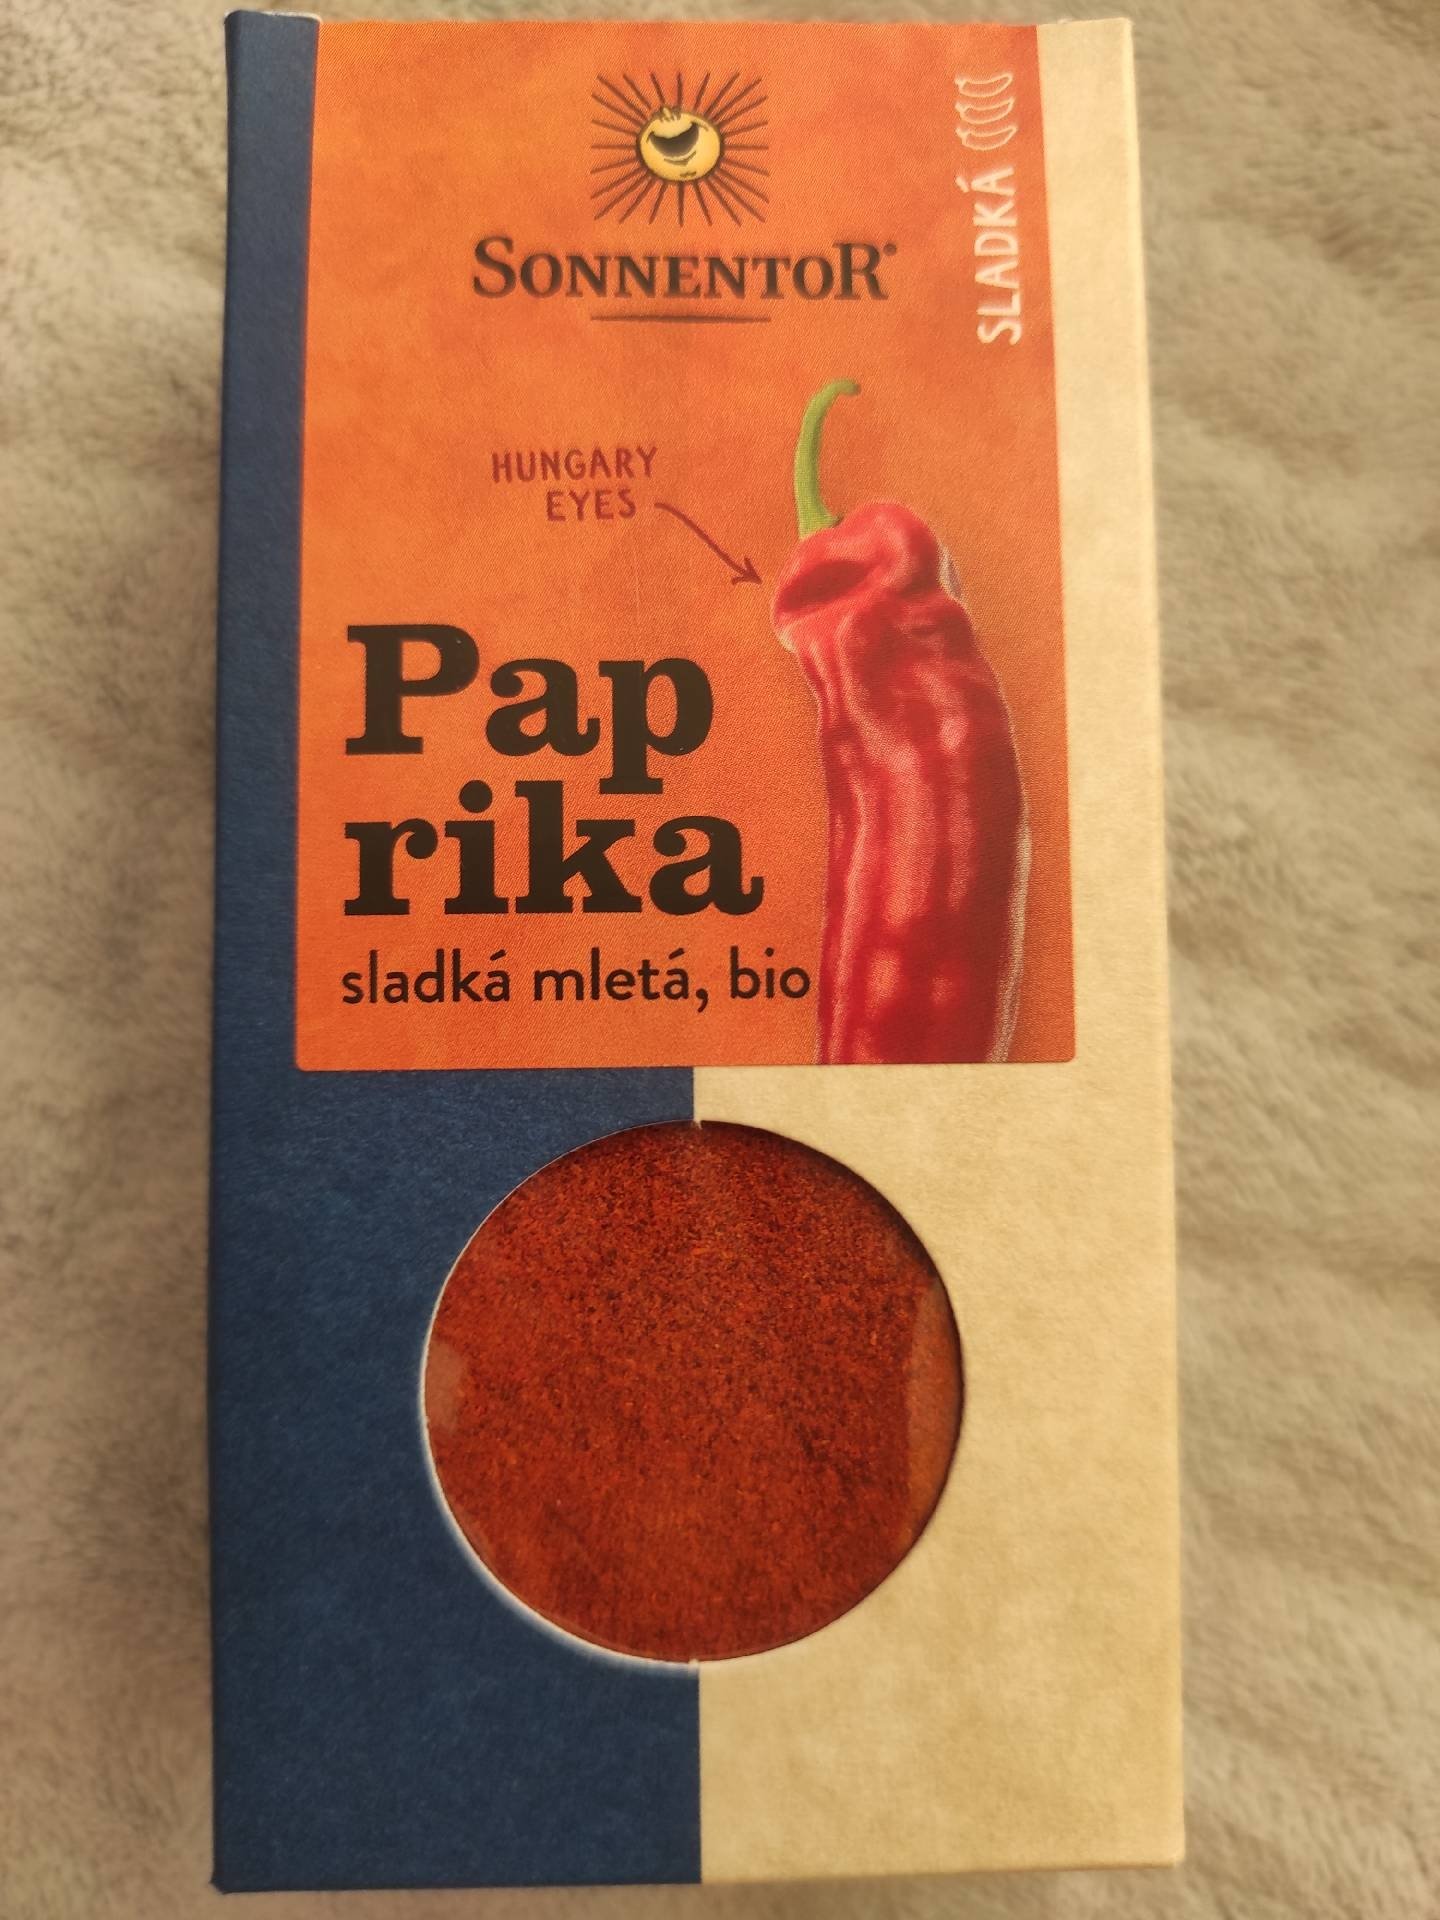 SONNENTOR®
SLADKÁ
HUNGARY
EYES
Pap
rika
sladká mletá, bio